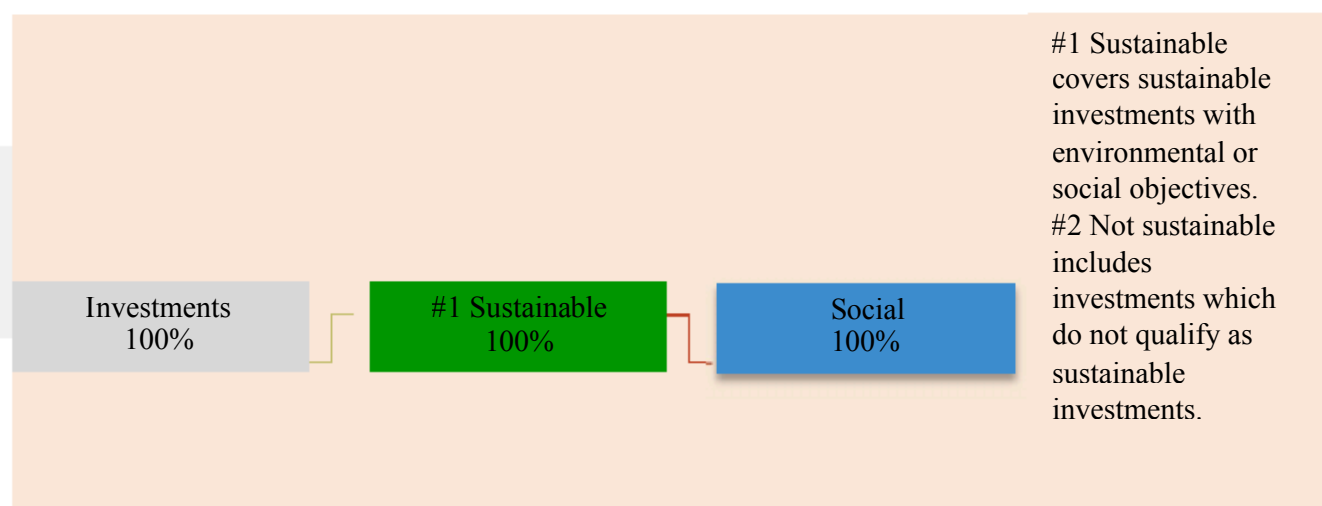 Investments
100%
#1 Sustainable
100%
Social
100%
#1 Sustainable
covers sustainable
investments with
environmental or
social objectives.
#2 Not sustainable
includes
investments which
do not qualify as
sustainable
investments.